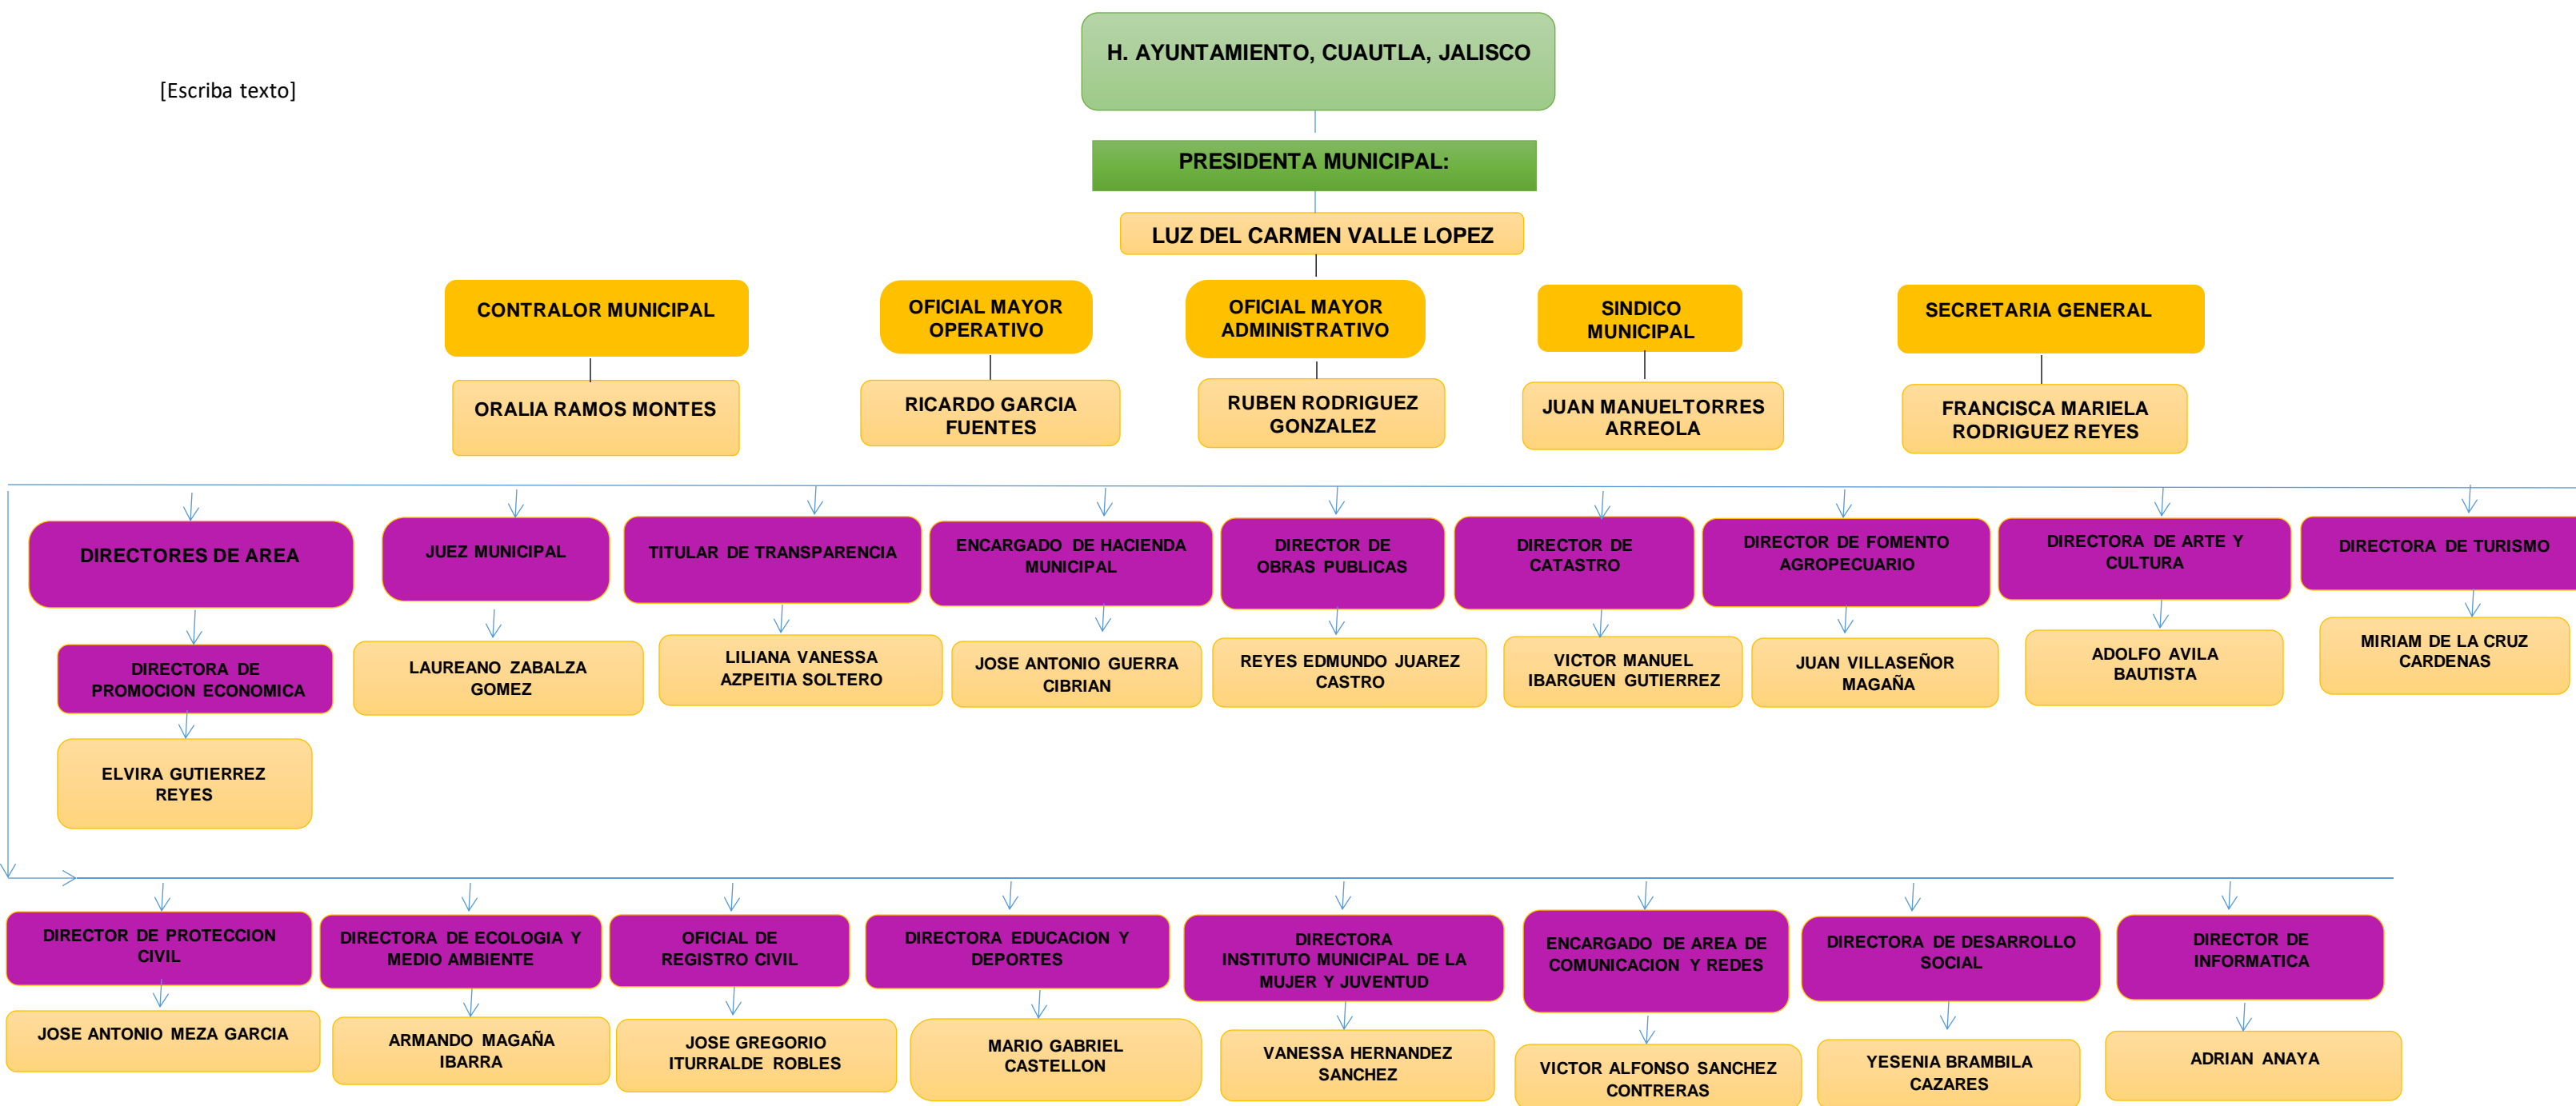 H. AYUNTAMIENTO, CUAUTLA, JALISCO
[Escriba texto]
PRESIDENTA MUNICIPAL:
LUZ DEL CARMEN VALLE LOPEZ
CONTRALOR MUNICIPAL
OFICIAL MAYOR
OPERATIVO
OFICIAL MAYOR
ADMINISTRATIVO
SINDICO
MUNICIPAL
SECRETARIA GENERAL
ORALIA RAMOS MONTES
RICARDO GARCIA
FUENTES
RUBEN RODRIGUEZ
GONZALEZ
JUAN MANUELTORRES
ARREOLA
FRANCISCA MARIELA
RODRIGUEZ REYES
DIRECTORES DE AREA
JUEZ MUNICIPAL
TITULAR DE TRANSPARENCIA
ENCARGADO DE HACIENDA
MUNICIPAL
DIRECTOR DE
OBRAS PUBLICAS
DIRECTOR DE
CATASTRO
DIRECTOR DE FOMENTO
AGROPECUARIO
DIRECTORA DE ARTE Y
CULTURA
DIRECTORA DE TURISMO
DIRECTORA DE
PROMOCION ECONOMICA
LAUREANO ZABALZA
GOMEZ
LILIANA VANESSA
AZPEITIA SOLTERO
JOSE ANTONIO GUERRA
CIBRIAN
REYES EDMUNDO JUAREZ
CASTRO
VICTOR MANUEL
IBARGUEN GUTIERREZ
JUAN VILLASEÑOR
MAGAÑA
ADOLFO AVILA
BAUTISTA
MIRIAM DE LA CRUZ
CARDENAS
ELVIRA GUTIERREZ
REYES
DIRECTOR DE PROTECCION
CIVIL
DIRECTORA DE ECOLOGIA Y
MEDIO AMBIENTE
OFICIAL DE
REGISTRO CIVIL
DIRECTORA EDUCACION Y
DEPORTES
DIRECTORA
INSTITUTO MUNICIPAL DE LA
MUJER Y JUVENTUD
ENCARGADO DE AREA DE
COMUNICACION Y REDES
DIRECTORA DE DESARROLLO
SOCIAL
DIRECTOR DE
INFORMATICA
JOSE ANTONIO MEZA GARCIA
ARMANDO MAGAÑA
IBARRA
JOSE GREGORIO
ITURRALDE ROBLES
MARIO GABRIEL
CASTELLON
VANESSA HERNANDEZ
SANCHEZ
VICTOR ALFONSO SANCHEZ
CONTRERAS
YESENIA BRAMBILA
CAZARES
ADRIAN ANAYA